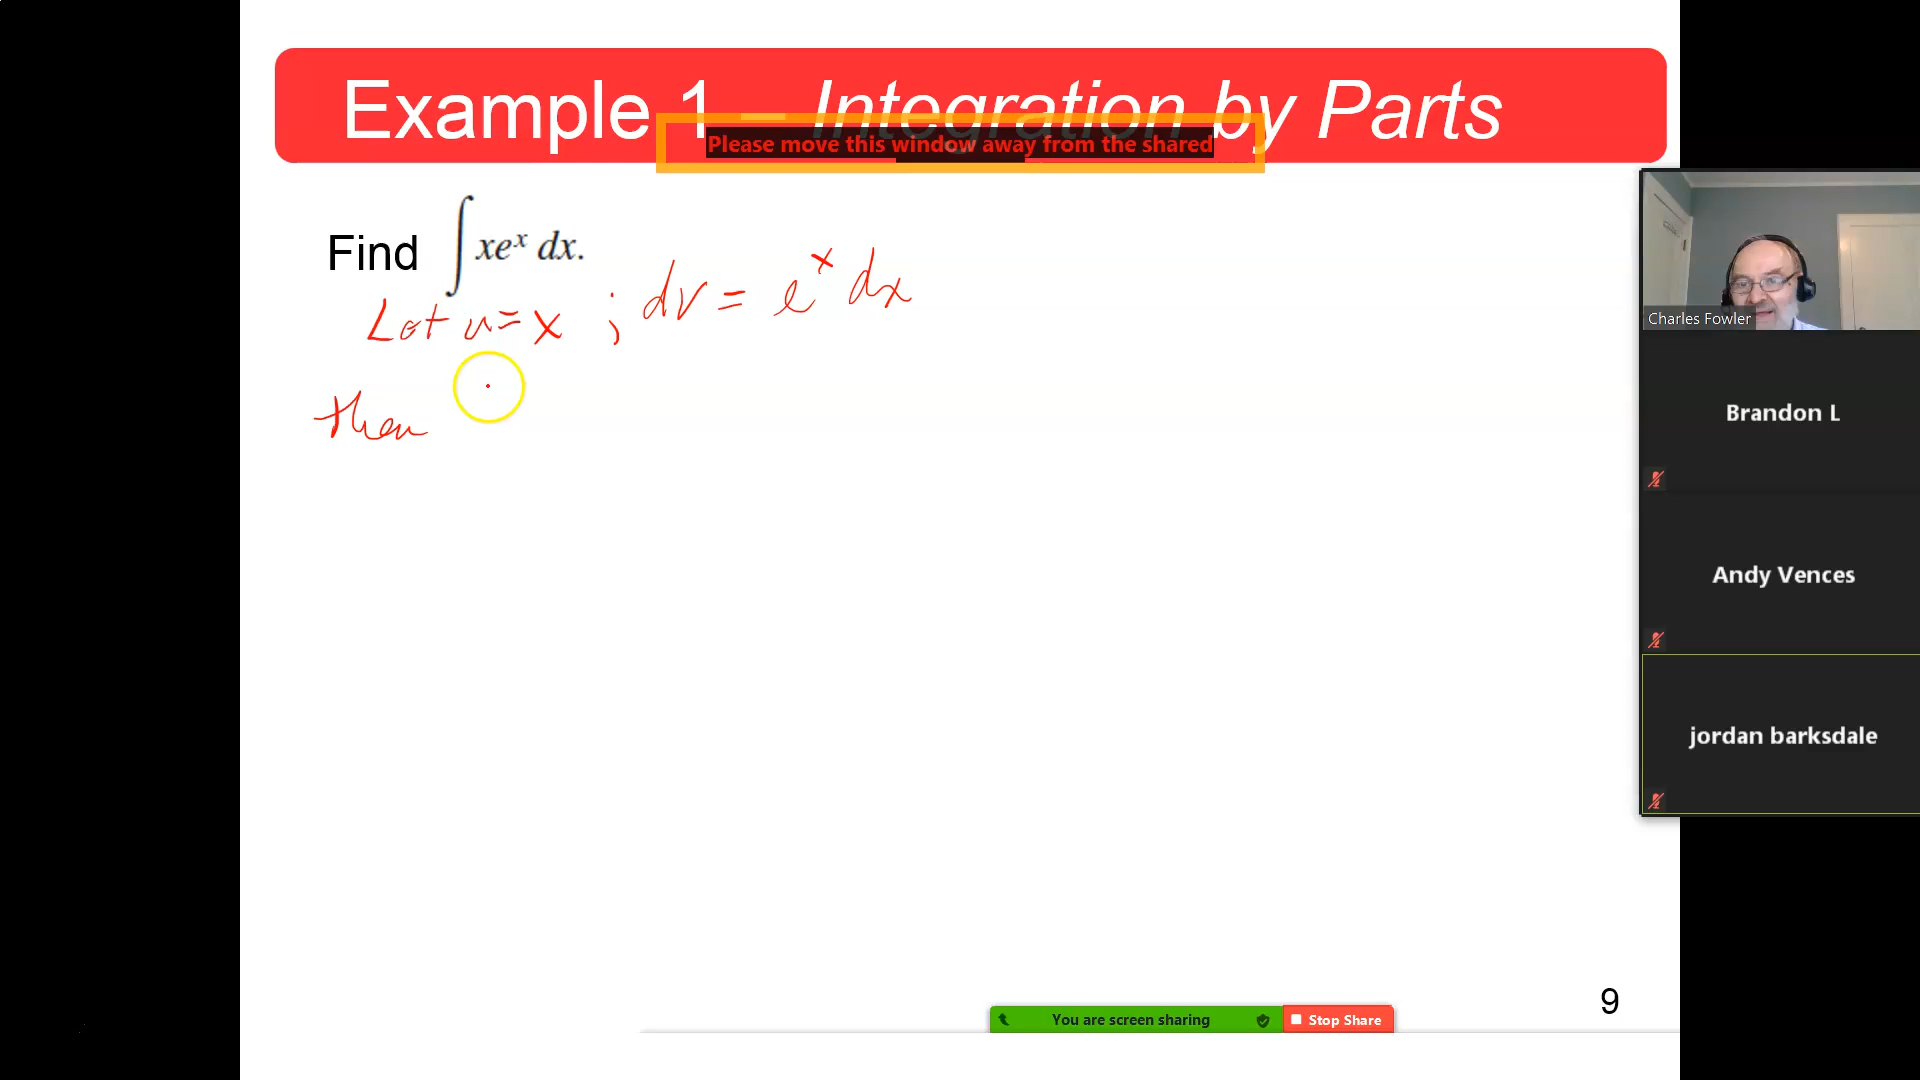 Example 1 – Integration by Parts
Please move this window away from the shared
Find ∫ xeˣ dx.
Let u = x ; dv = eˣ dx
then
Charles Fowler
Brandon L
Andy Vences
jordan barksdale
9
You are screen sharing
Stop Share